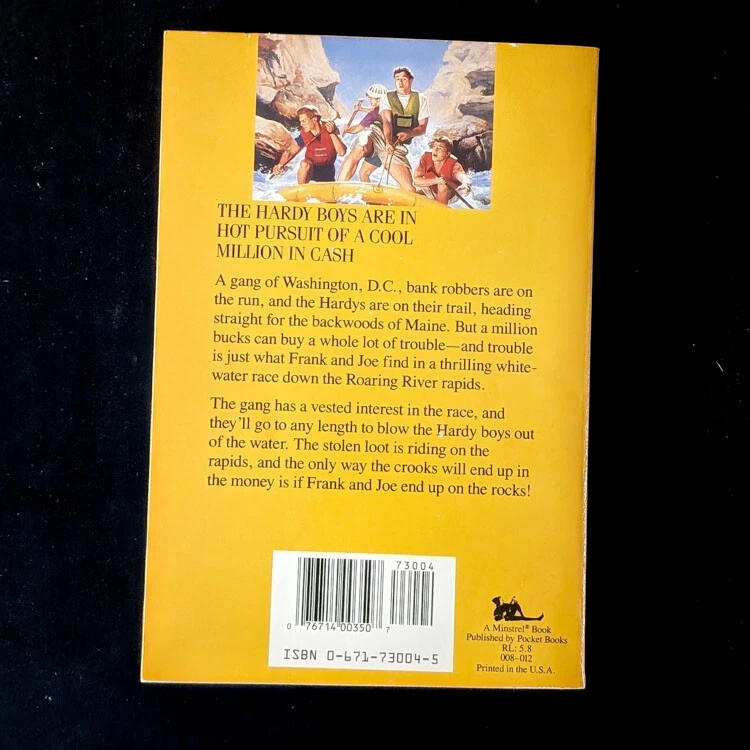 THE HARDY BOYS ARE IN
HOT PURSUIT OF A COOL
MILLION IN CASH
A gang of Washington, D.C., bank robbers are on
the run, and the Hardys are on their trail, heading
straight for the backwoods of Maine. But a million
bucks can buy a whole lot of trouble—and trouble
is just what Frank and Joe find in a thrilling white-
water race down the Roaring River rapids.
The gang has a vested interest in the race, and
they'll go to any length to blow the Hardy boys out
of the water. The stolen loot is riding on the
rapids, and the only way the crooks will end up in
the money is if Frank and Joe end up on the rocks!
73004
0 76714 00350 7
ISBN 0-671-73004-5
A Minstrel® Book
Published by Pocket Books
RL: 5.8
008–012
Printed in the U.S.A.